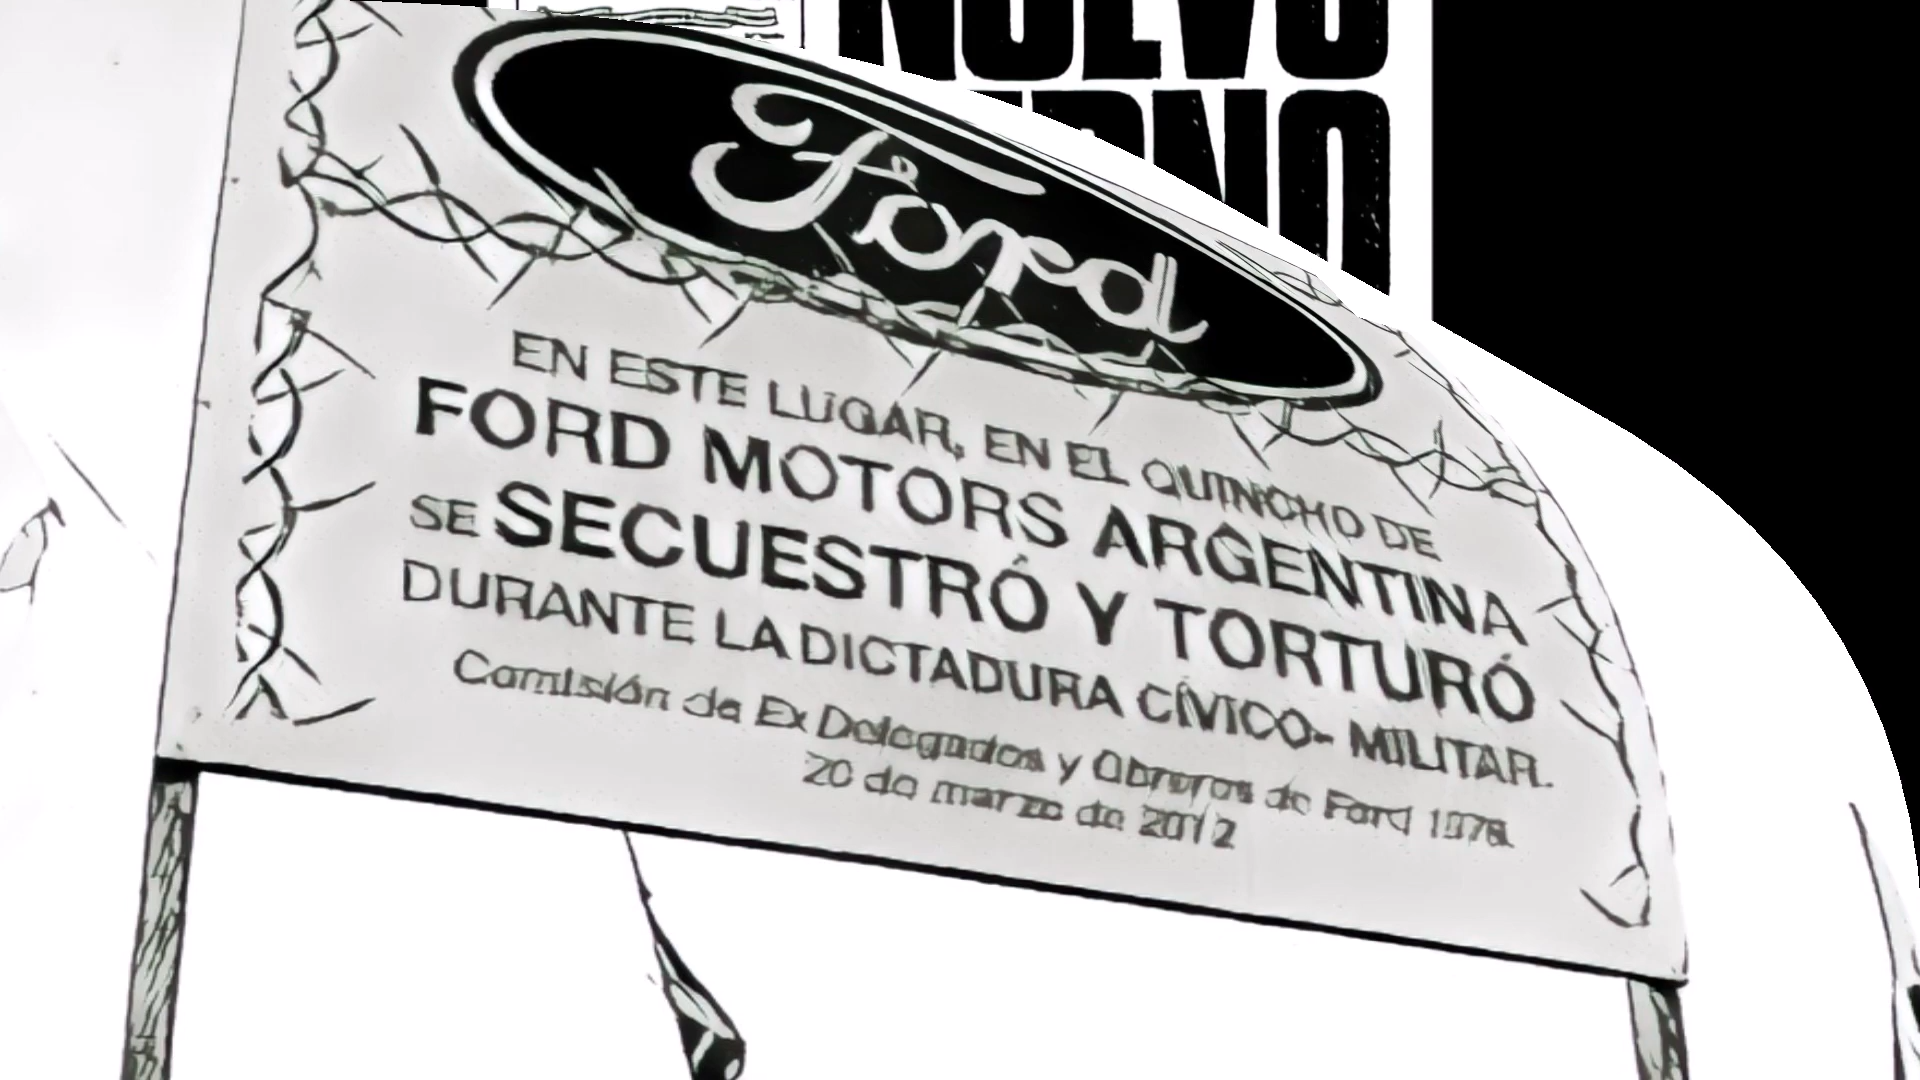 NUEVO
Ford
EN ESTE LUGAR, EN EL QUINCHO DE
FORD MOTORS ARGENTINA
SE SECUESTRÓ Y TORTURÓ
DURANTE LA DICTADURA CÍVICO- MILITAR.
Comisión de Ex Delegados y Obreros de Ford 1976
20 de marzo de 2012